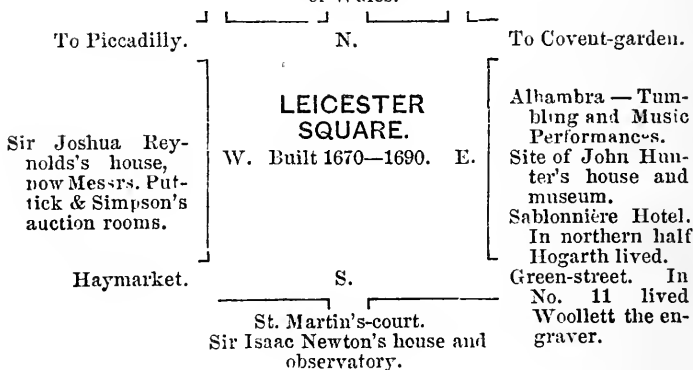 of Wales.
To Piccadilly.
N.
To Covent-garden.
LEICESTER
SQUARE.
W. Built 1670—1690. E.
Sir Joshua Rey-
nolds's house,
now Messrs. Put-
tick & Simpson's
auction rooms.
Alhambra — Tum-
bling and Music
Performances.
Site of John Hun-
ter's house and
museum.
Sablonnière Hotel.
In northern half
Hogarth lived.
Haymarket.
S.
Green-street. In
No. 11 lived
Woollett the en-
graver.
St. Martin's-court.
Sir Isaac Newton's house and
observatory.